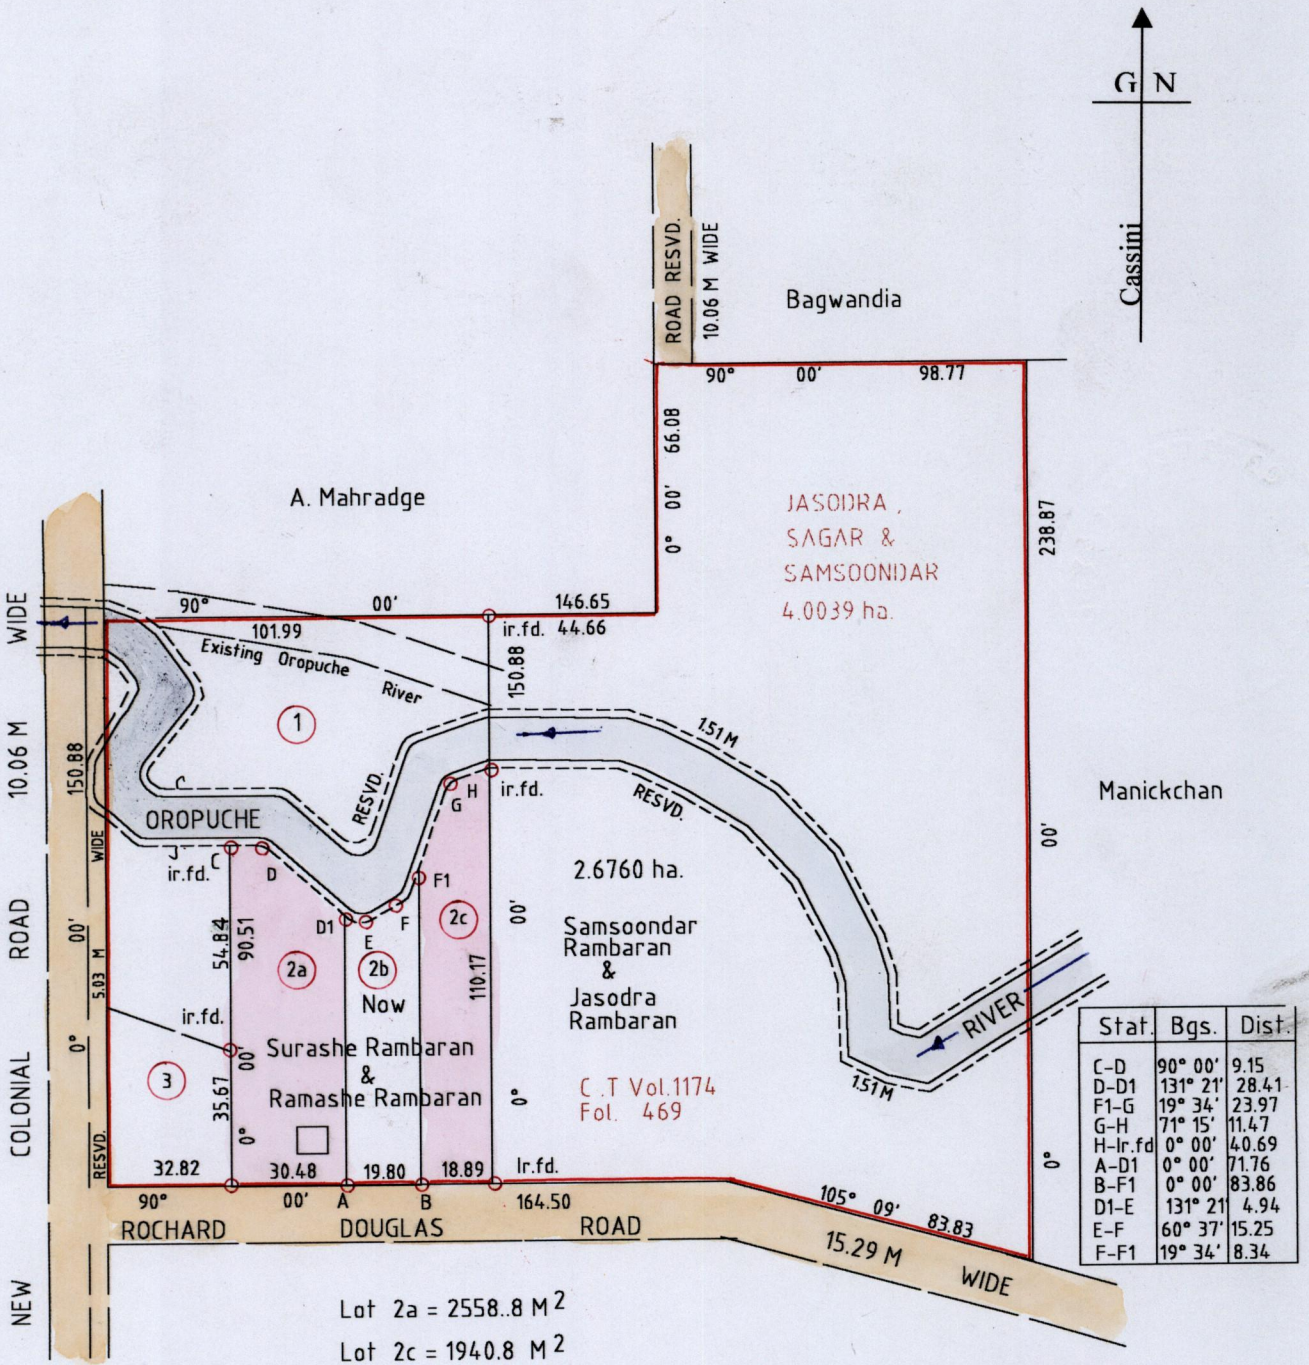 G N
Cassini
ROAD RESVD.
10.06 M WIDE
Bagwandia
90° 00' 98.77
0° 00' 66.08
A. Mahradge
JASODRA,
SAGAR &
SAMSOONDAR
4.0039 ha.
238.87
00'
0°
90° 00' 146.65
101.99
ir.fd. 44.66
150.88
Existing Oropuche River
1
1.51 M
RESVD.
RESVD.
Manickchan
NEW COLONIAL ROAD 10.06 M WIDE
150.88
00'
0°
RESVD. 5.03 M WIDE
OROPUCHE
C
ir.fd.
D
G H
ir.fd.
F1
D1
E
F
2a
2b
2c
54.84
90.51
00'
110.17
0°
2.6760 ha.
Samsoondar
Rambaran
&
Jasodra
Rambaran
Now
Surashe Rambaran
&
Ramashe Rambaran
ir.fd.
3
35.67
00'
0°
C.T Vol.1174
Fol. 469
RIVER
1.51 M
32.82
30.48
19.80
18.89
Ir.fd.
90° 00' A B 164.50
105° 09' 83.83
ROCHARD DOUGLAS ROAD
15.29 M WIDE
Stat. Bgs. Dist.
C-D 90° 00' 9.15
D-D1 131° 21' 28.41
F1-G 19° 34' 23.97
G-H 71° 15' 11.47
H-Ir.fd 0° 00' 40.69
A-D1 0° 00' 71.76
B-F1 0° 00' 83.86
D1-E 131° 21' 4.94
E-F 60° 37' 15.25
F-F1 19° 34' 8.34
Lot 2a = 2558..8 M2
Lot 2c = 1940.8 M2